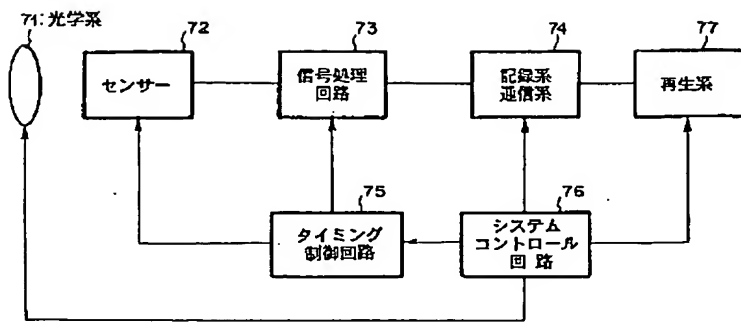 71:光学系
72
73
74
77
センサー
信号処理
回路
記録系
通信系
再生系
75
76
タイミング
制御回路
システム
コントロール
回路